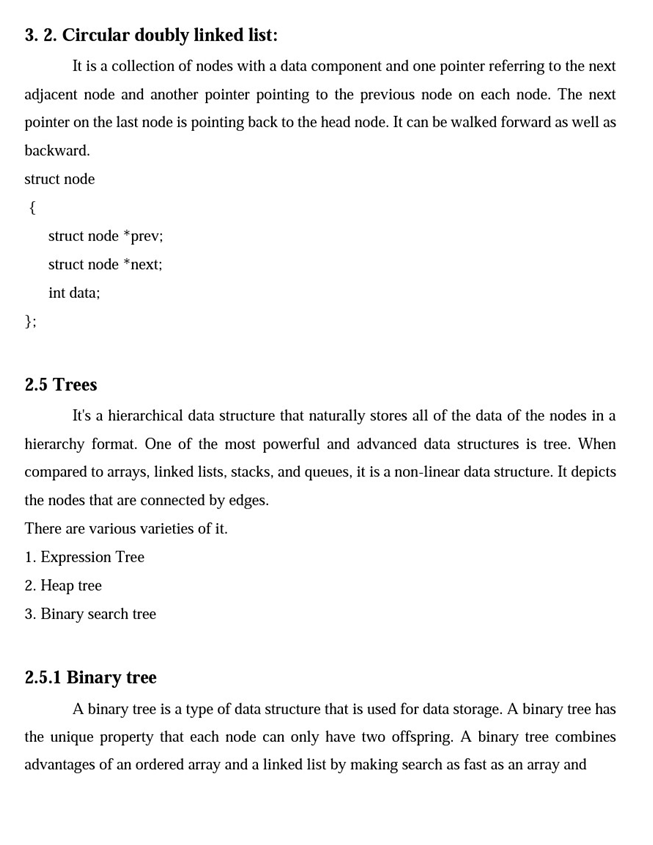 3. 2. Circular doubly linked list:
It is a collection of nodes with a data component and one pointer referring to the next
adjacent node and another pointer pointing to the previous node on each node. The next
pointer on the last node is pointing back to the head node. It can be walked forward as well as
backward.
struct node
{
struct node *prev;
struct node *next;
int data;
};
2.5 Trees
It's a hierarchical data structure that naturally stores all of the data of the nodes in a
hierarchy format. One of the most powerful and advanced data structures is tree. When
compared to arrays, linked lists, stacks, and queues, it is a non-linear data structure. It depicts
the nodes that are connected by edges.
There are various varieties of it.
1. Expression Tree
2. Heap tree
3. Binary search tree
2.5.1 Binary tree
A binary tree is a type of data structure that is used for data storage. A binary tree has
the unique property that each node can only have two offspring. A binary tree combines
advantages of an ordered array and a linked list by making search as fast as an array and